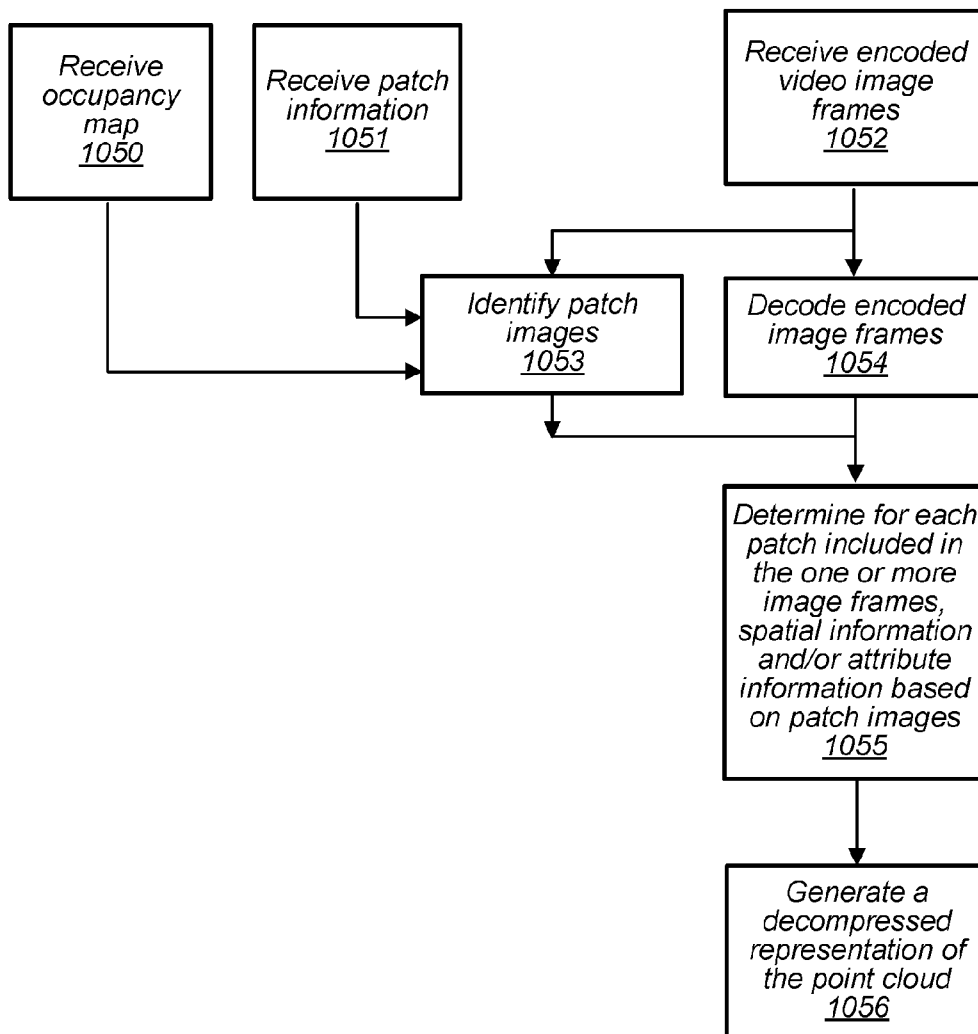 Receive
occupancy
map
1050
Receive patch
information
1051
Receive encoded
video image
frames
1052
Identify patch
images
1053
Decode encoded
image frames
1054
Determine for each
patch included in
the one or more
image frames,
spatial information
and/or attribute
information based
on patch images
1055
Generate a
decompressed
representation of
the point cloud
1056